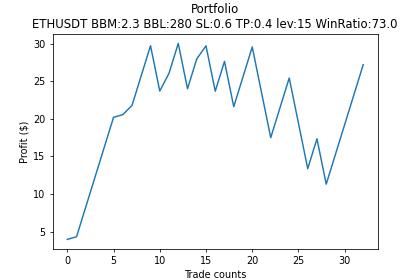 Portfolio
ETHUSDT BBM:2.3 BBL:280 SL:0.6 TP:0.4 lev:15 WinRatio:73.0
30
25
20
15
10
5
Profit ($)
0 5 10 15 20 25 30
Trade counts